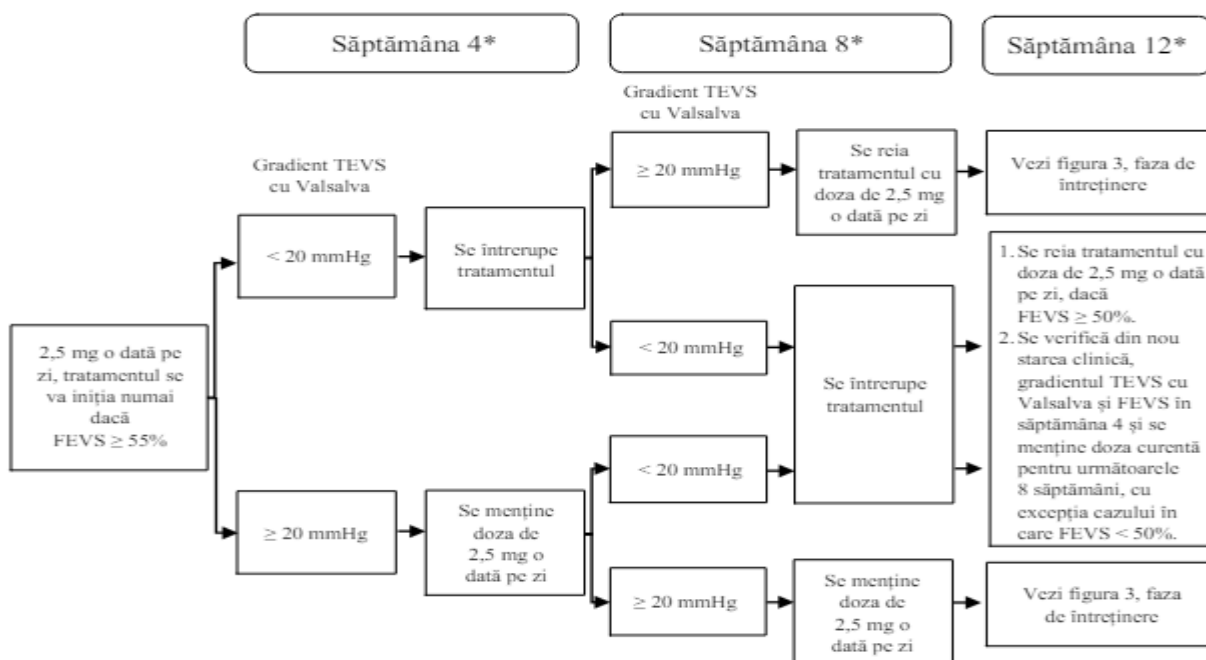 Săptămâna 4*
Săptămâna 8*
Săptămâna 12*
Gradient TEVS
cu Valsalva
Gradient TEVS
cu Valsalva
2,5 mg o dată pe
zi, tratamentul se
va iniția numai
dacă
FEVS ≥ 55%
< 20 mmHg
Se întrerupe
tratamentul
≥ 20 mmHg
Se reia
tratamentul cu
doza de 2,5 mg
o dată pe zi
Vezi figura 3, faza de
întreținere
< 20 mmHg
Se întrerupe
tratamentul
1. Se reia tratamentul cu
doza de 2,5 mg o dată
pe zi, dacă
FEVS ≥ 50%.
2. Se verifică din nou
starea clinică,
gradientul TEVS cu
Valsalva și FEVS în
săptămâna 4 și se
menține doza curentă
pentru următoarele
8 săptămâni, cu
excepția cazului în
care FEVS < 50%.
≥ 20 mmHg
Se menține
doza de
2,5 mg o
dată pe zi
< 20 mmHg
≥ 20 mmHg
Se menține
doza de
2,5 mg o
dată pe zi
Vezi figura 3, faza
de întreținere